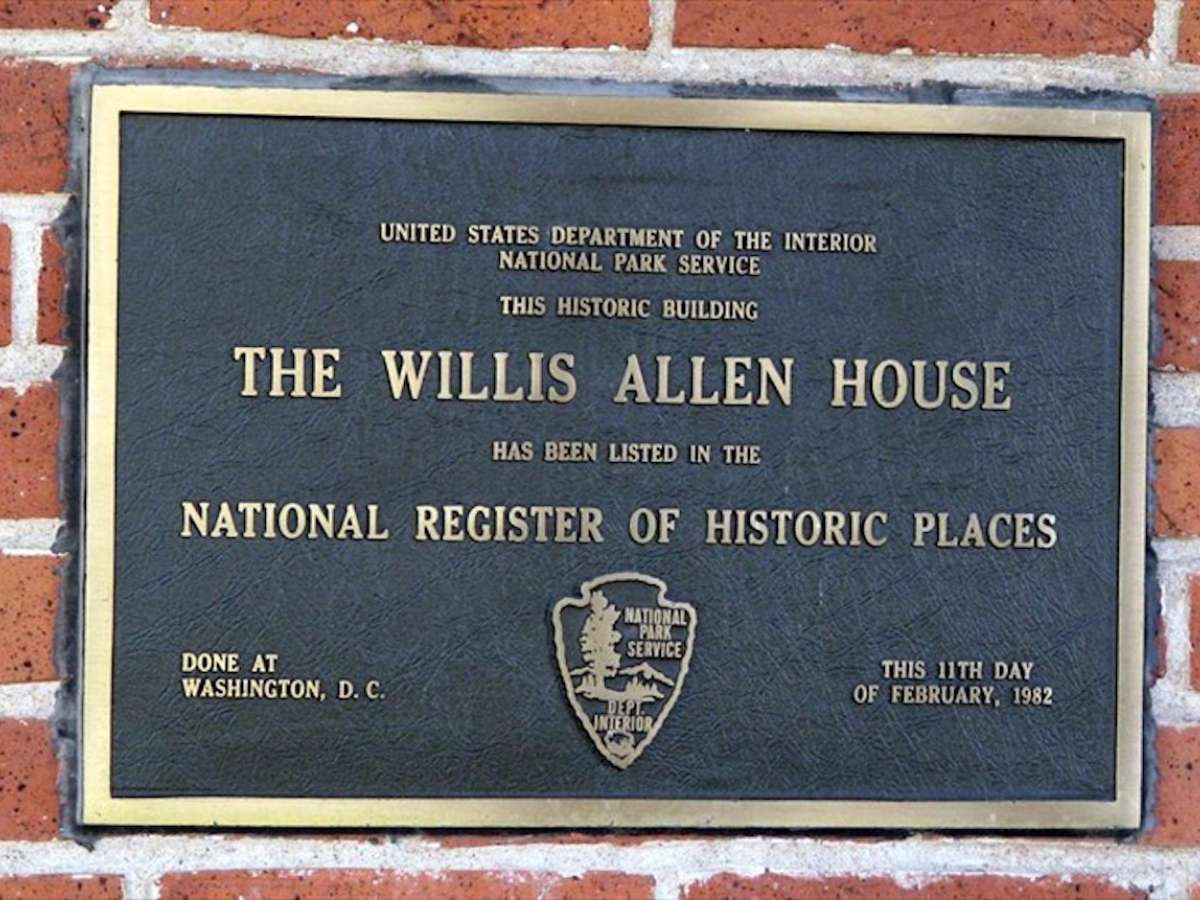 UNITED STATES DEPARTMENT OF THE INTERIOR
NATIONAL PARK SERVICE
THIS HISTORIC BUILDING
THE WILLIS ALLEN HOUSE
HAS BEEN LISTED IN THE
NATIONAL REGISTER OF HISTORIC PLACES
NATIONAL
PARK
SERVICE
DEPT.
INTERIOR
DONE AT
WASHINGTON, D. C.
THIS 11TH DAY
OF FEBRUARY, 1982